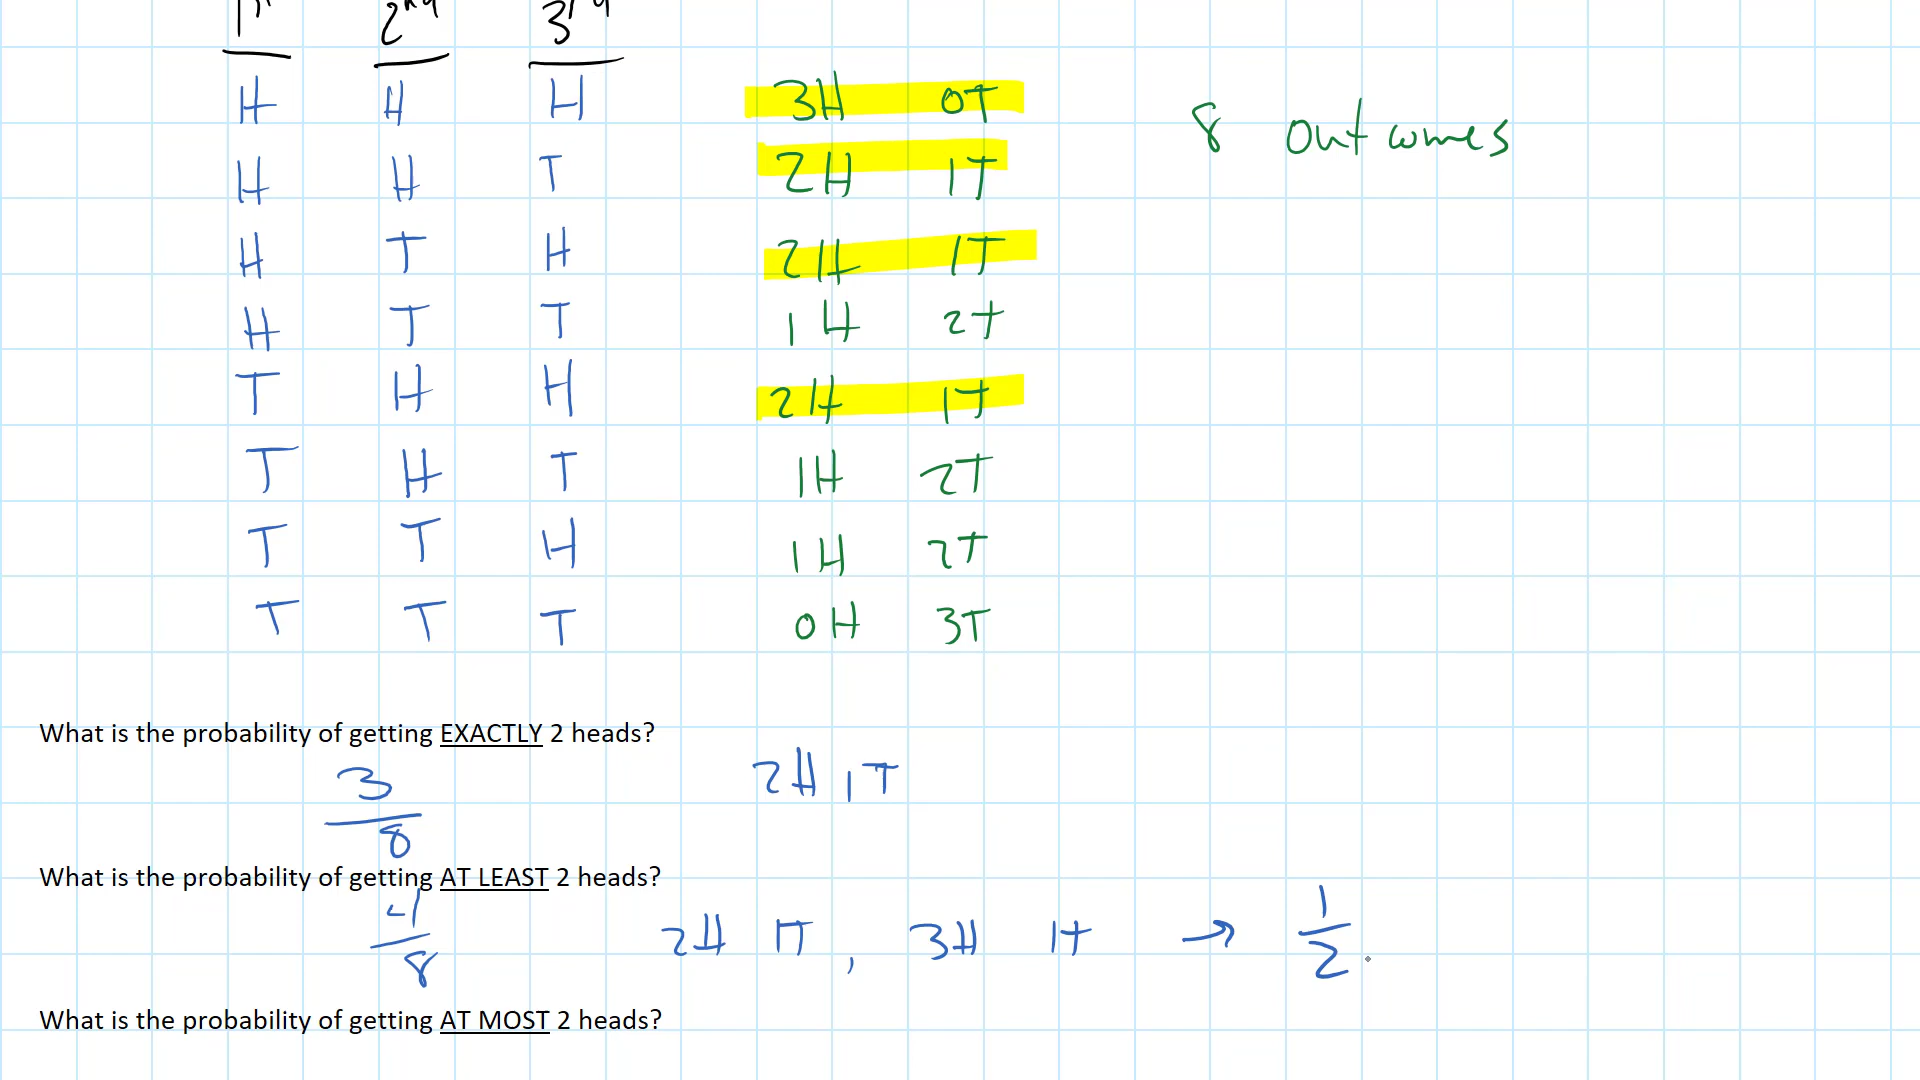 1st 2nd 3rd
H H H 3H 0T 8 outcomes
H H T 2H 1T
H T H 2H 1T
H T T 1H 2T
T H H 2H 1T
T H T 1H 2T
T T H 1H 2T
T T T 0H 3T
What is the probability of getting EXACTLY 2 heads?
3/8 2H 1T
What is the probability of getting AT LEAST 2 heads?
4/8 2H 1T, 3H 1T → 1/2
What is the probability of getting AT MOST 2 heads?